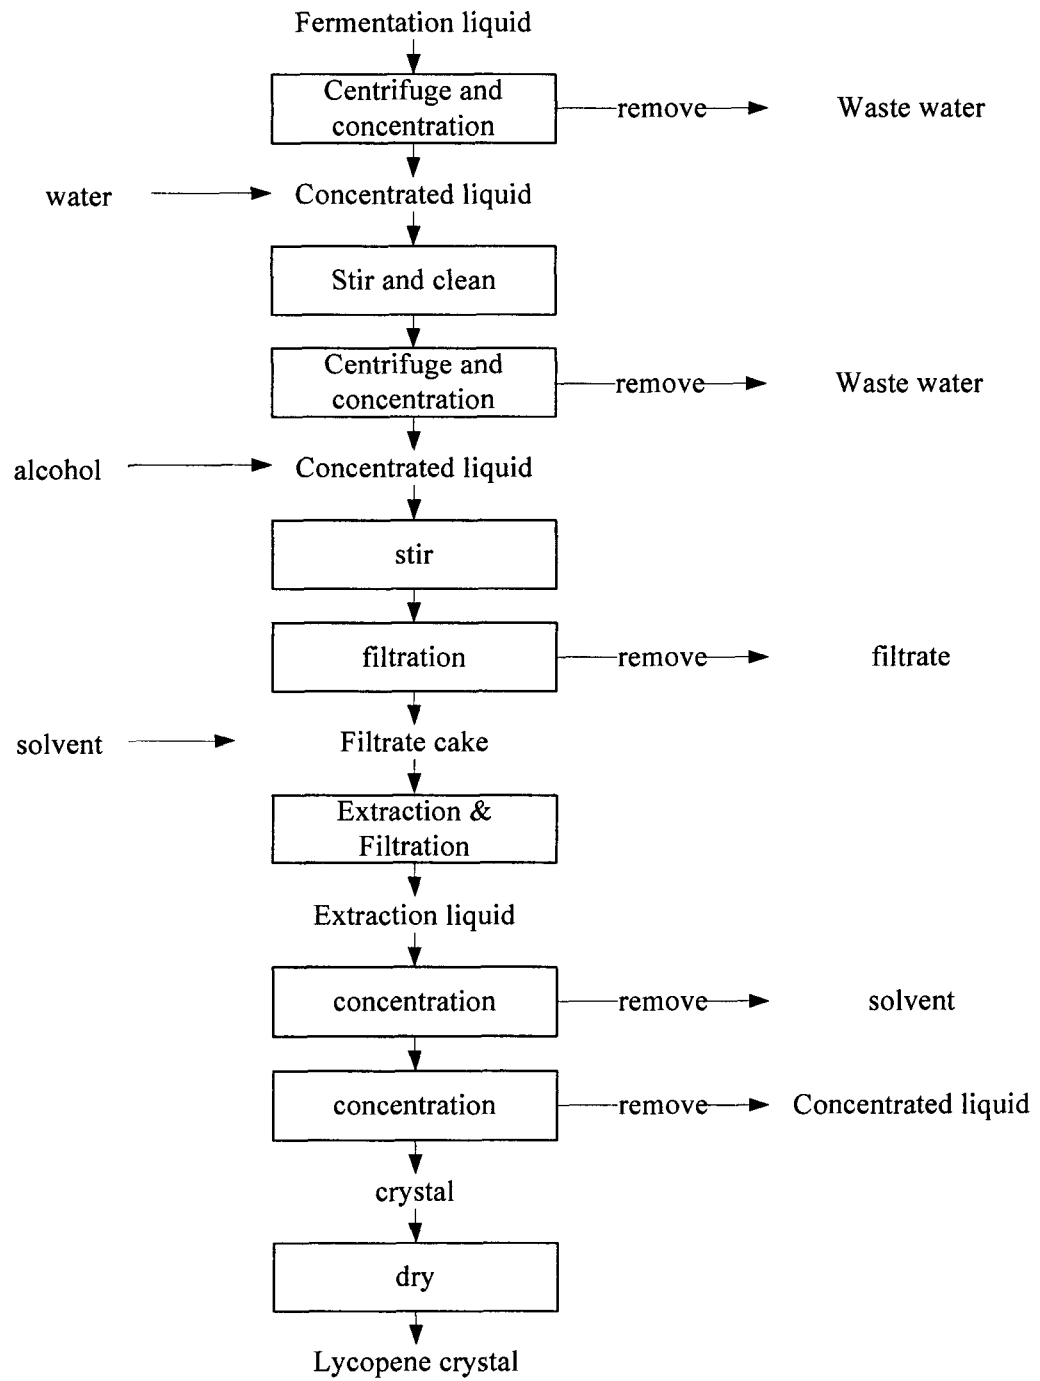 Fermentation liquid
Centrifuge and
concentration
remove
Waste water
water
Concentrated liquid
Stir and clean
Centrifuge and
concentration
remove
Waste water
alcohol
Concentrated liquid
stir
filtration
remove
filtrate
solvent
Filtrate cake
Extraction &
Filtration
Extraction liquid
concentration
remove
solvent
concentration
remove
Concentrated liquid
crystal
dry
Lycopene crystal